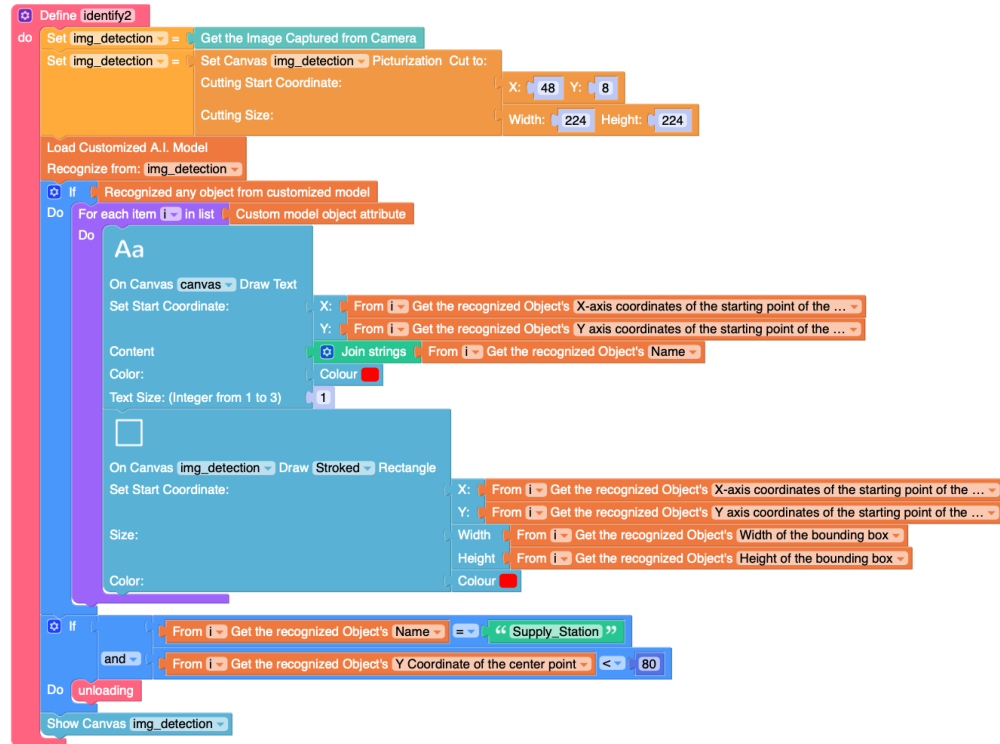 Define identify2
do Set img_detection = Get the Image Captured from Camera
Set img_detection = Set Canvas img_detection Picturization Cut to:
Cutting Start Coordinate: X: 48 Y: 8
Cutting Size: Width: 224 Height: 224
Load Customized A.I. Model
Recognize from: img_detection
If Recognized any object from customized model
Do For each item i in list Custom model object attribute
Do
Aa
On Canvas canvas Draw Text
Set Start Coordinate: X: From i Get the recognized Object's X-axis coordinates of the starting point of the ...
Y: From i Get the recognized Object's Y axis coordinates of the starting point of the ...
Content Join strings From i Get the recognized Object's Name
Color: Colour
Text Size: (Integer from 1 to 3) 1
On Canvas img_detection Draw Stroked Rectangle
Set Start Coordinate: X: From i Get the recognized Object's X-axis coordinates of the starting point of the ...
Y: From i Get the recognized Object's Y axis coordinates of the starting point of the ...
Size: Width From i Get the recognized Object's Width of the bounding box
Height From i Get the recognized Object's Height of the bounding box
Color: Colour
If From i Get the recognized Object's Name = “ Supply_Station ”
and From i Get the recognized Object's Y Coordinate of the center point < 80
Do unloading
Show Canvas img_detection